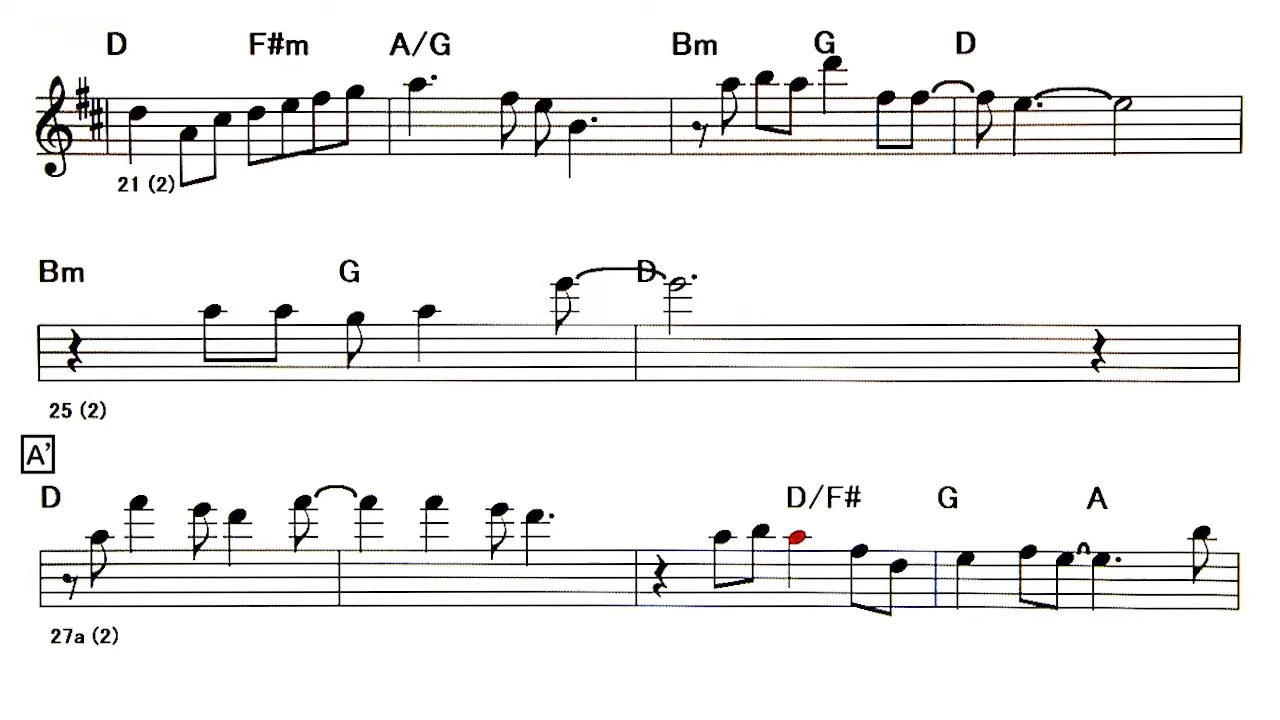 D F#m A/G Bm G D
21 (2)
Bm G D
25 (2)
A’
D D/F# G A
27a (2)